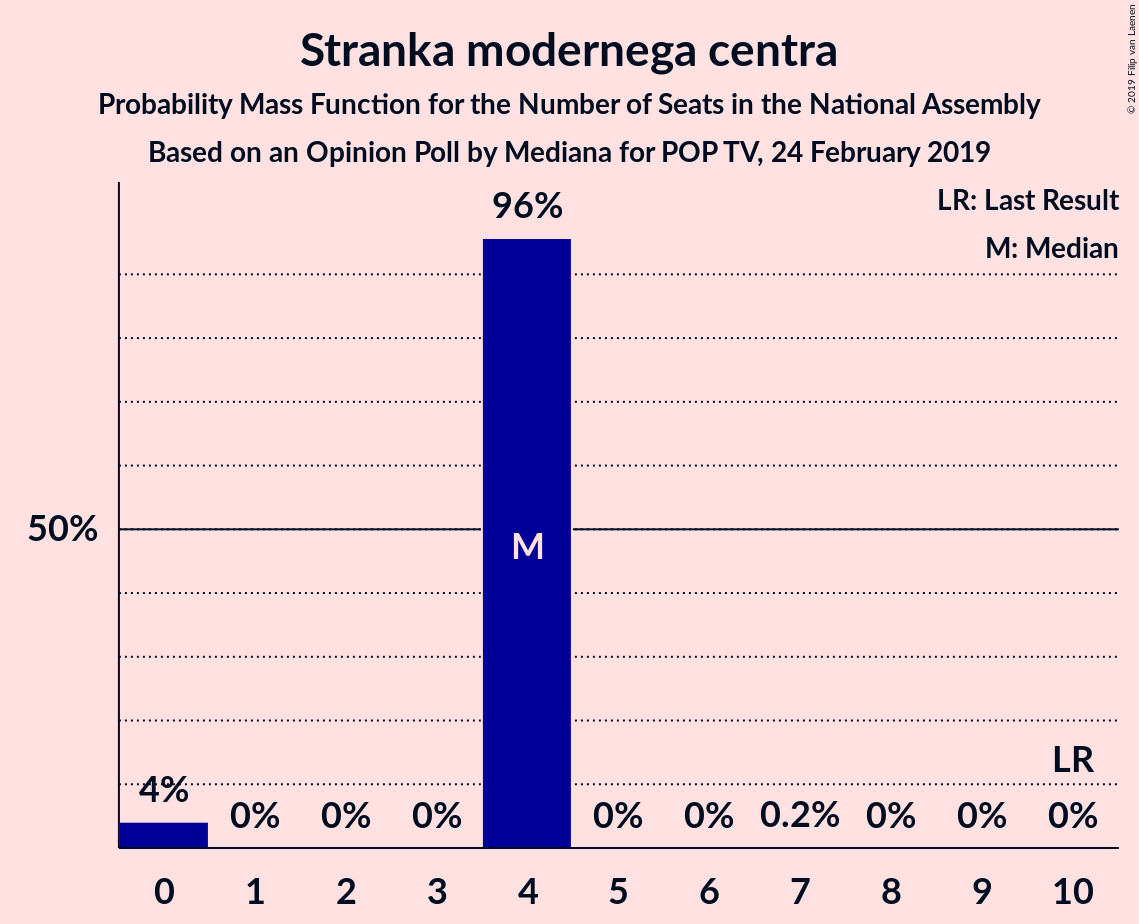 Stranka modernega centra
Probability Mass Function for the Number of Seats in the National Assembly
Based on an Opinion Poll by Mediana for POP TV, 24 February 2019
© 2019 Filip van Laenen
LR: Last Result
M: Median
96%
50%
M
LR
4% 0% 0% 0% 0% 0% 0.2% 0% 0% 0%
0 1 2 3 4 5 6 7 8 9 10